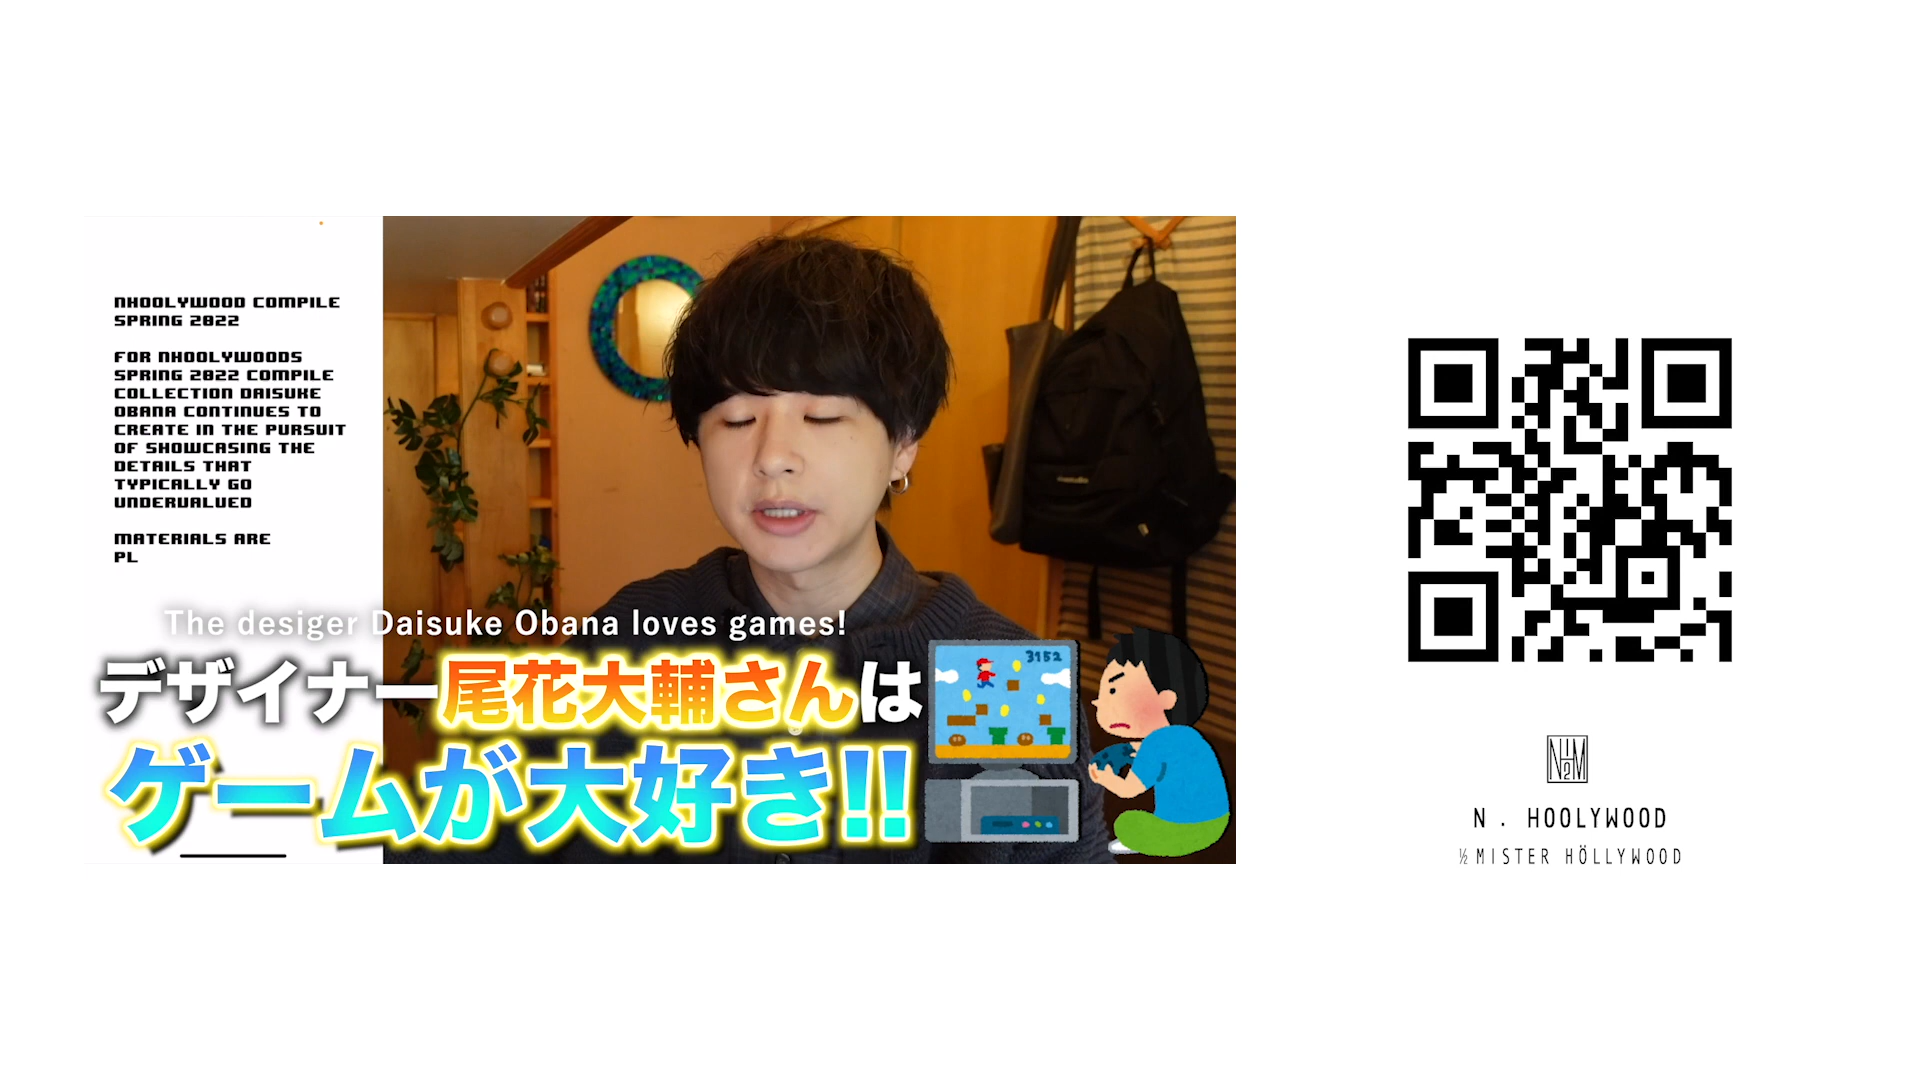 NHOOLYWOOD COMPILE
SPRING 2022
FOR NHOOLYWOODS
SPRING 2022 COMPILE
COLLECTION DAISUKE
OBANA CONTINUES TO
CREATE IN THE PURSUIT
OF SHOWCASING THE
DETAILS THAT
TYPICALLY GO
UNDERVALUED
MATERIALS ARE
PL
The desiger Daisuke Obana loves games!
デザイナー尾花大輔さんは
ゲームが大好き!!
3152
N . HOOLYWOOD
½ MISTER HÖLLYWOOD